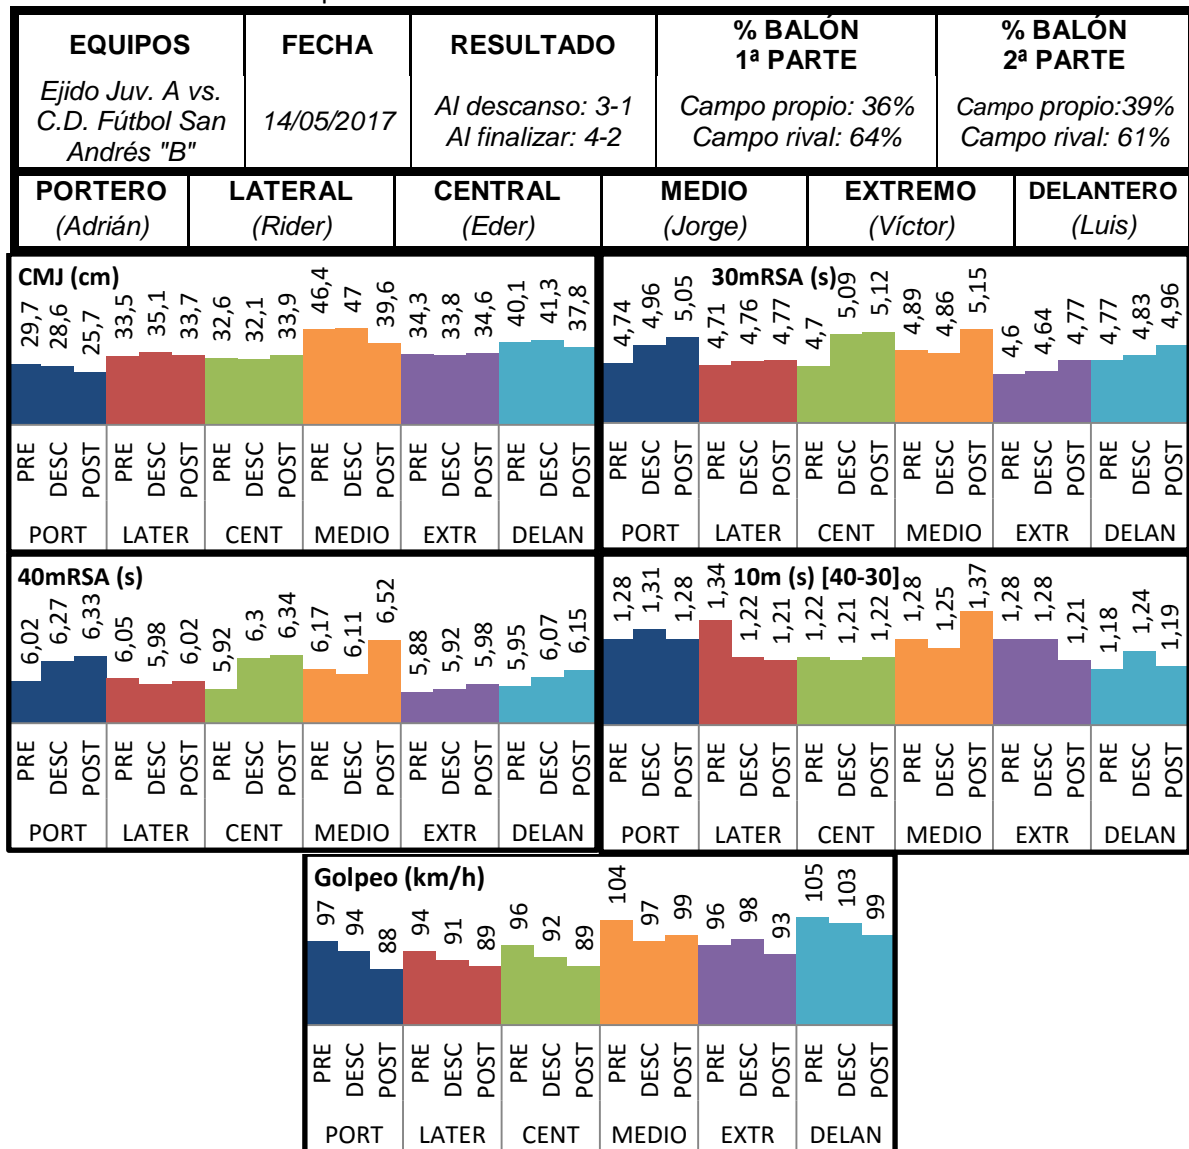 EQUIPOS FECHA RESULTADO % BALÓN 1ª PARTE % BALÓN 2ª PARTE
Ejido Juv. A vs.
C.D. Fútbol San
Andrés "B"
14/05/2017
Al descanso: 3-1
Al finalizar: 4-2
Campo propio: 36%
Campo rival: 64%
Campo propio:39%
Campo rival: 61%
PORTERO LATERAL CENTRAL MEDIO EXTREMO DELANTERO
(Adrián) (Rider) (Eder) (Jorge) (Víctor) (Luis)
CMJ (cm)
29,7 28,6 25,7 33,5 35,1 33,7 32,6 32,1 33,9 46,4 47 39,6 34,3 33,8 34,6 40,1 41,3 37,8
PRE DESC POST PRE DESC POST PRE DESC POST PRE DESC POST PRE DESC POST PRE DESC POST
PORT LATER CENT MEDIO EXTR DELAN
30mRSA (s)
4,74 4,96 5,05 4,71 4,76 4,77 4,7 5,09 5,12 4,89 4,86 5,15 4,6 4,64 4,77 4,77 4,83 4,96
PRE DESC POST PRE DESC POST PRE DESC POST PRE DESC POST PRE DESC POST PRE DESC POST
PORT LATER CENT MEDIO EXTR DELAN
40mRSA (s)
6,02 6,27 6,33 6,05 5,98 6,02 5,92 6,3 6,34 6,17 6,11 6,52 5,88 5,92 5,98 5,95 6,07 6,15
PRE DESC POST PRE DESC POST PRE DESC POST PRE DESC POST PRE DESC POST PRE DESC POST
PORT LATER CENT MEDIO EXTR DELAN
10m (s) [40-30]
1,28 1,31 1,28 1,34 1,22 1,21 1,22 1,21 1,22 1,28 1,25 1,37 1,28 1,28 1,21 1,18 1,24 1,19
PRE DESC POST PRE DESC POST PRE DESC POST PRE DESC POST PRE DESC POST PRE DESC POST
PORT LATER CENT MEDIO EXTR DELAN
Golpeo (km/h)
97 94 88 94 91 89 96 92 89 104 97 99 96 98 93 105 103 99
PRE DESC POST PRE DESC POST PRE DESC POST PRE DESC POST PRE DESC POST PRE DESC POST
PORT LATER CENT MEDIO EXTR DELAN